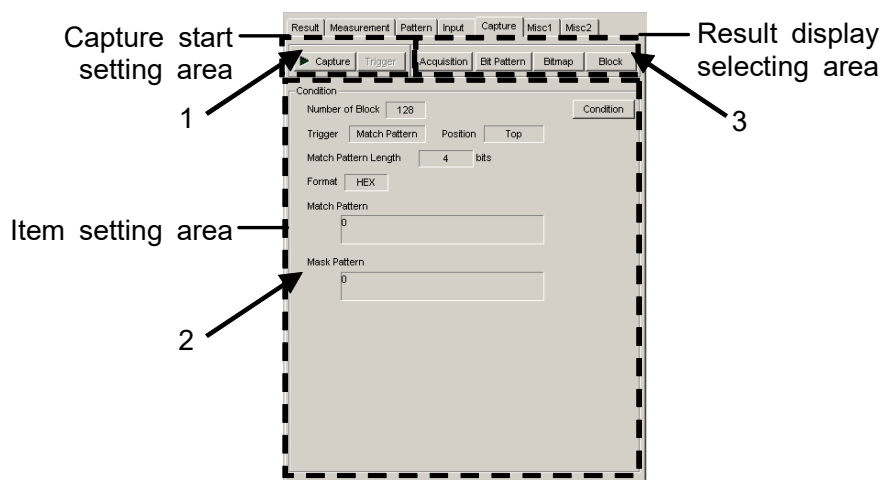 Result Measurement Pattern Input Capture Misc1 Misc2
Capture start
setting area
Result display
selecting area
Capture Trigger Acquisition Bit Pattern Bitmap Block
1
3
Condition
Number of Block 128 Condition
Trigger Match Pattern Position Top
Match Pattern Length 4 bits
Format HEX
Match Pattern
0
Item setting area
Mask Pattern
0
2